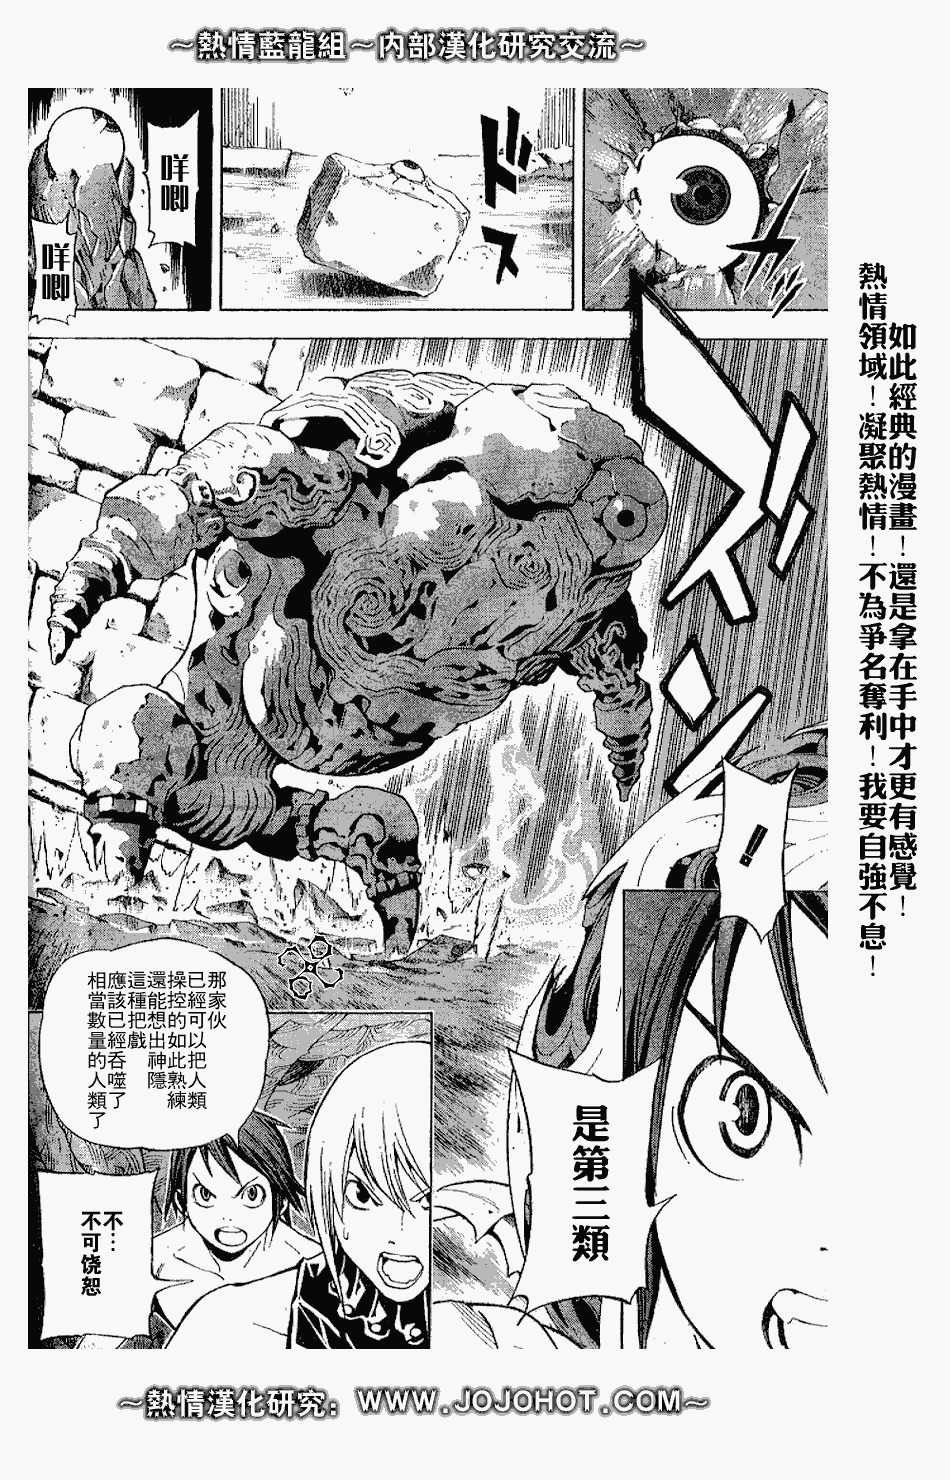 ～熱情藍龍組～內部漢化研究交流～
如此經典的漫畫！還是拿在手中才更有感覺！
熱情領域！凝聚熱情！不為爭名奪利！我要自強不息！
ドド
ス
咩唧
咩唧
！
是第三類
那家伙
已經可以把人類
操控的如此熟練
還能想出神隱
這種把戲
應該已經吞噬了
相當數量的人類了
不…
不可饶恕
～熱情漢化研究：WWW.JOJOHOT.COM～